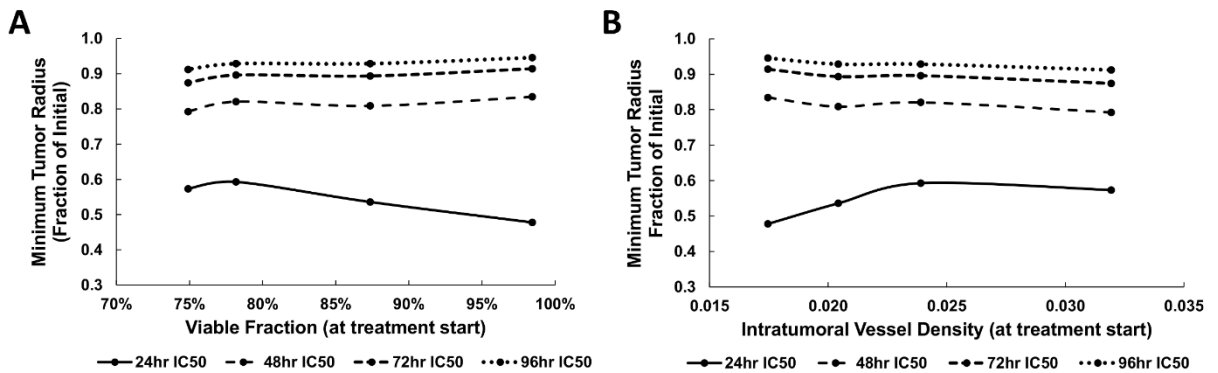 A
Minimum Tumor Radius
(Fraction of Initial)
1.0
0.9
0.8
0.7
0.6
0.5
0.4
0.3
70%
75%
80%
85%
90%
95%
100%
Viable Fraction (at treatment start)
24hr IC50
48hr IC50
72hr IC50
96hr IC50
B
Minimum Tumor Radius
Fraction of Initial
1.0
0.9
0.8
0.7
0.6
0.5
0.4
0.3
0.015
0.020
0.025
0.030
0.035
Intratumoral Vessel Density (at treatment start)
24hr IC50
48hr IC50
72hr IC50
96hr IC50